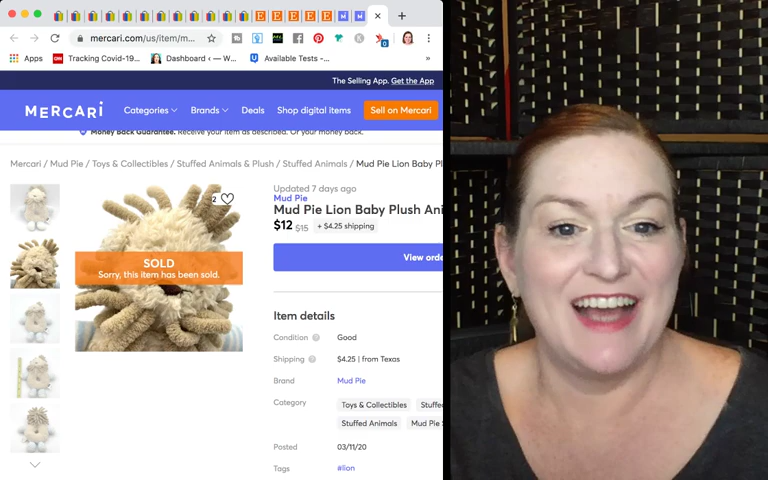 mercari.com/us/item/m...
Apps
Tracking Covid-19...
Dashboard ‹ — W...
Available Tests -...
»
The Selling App. Get the App
MERCARI
Categories
Brands
Deals
Shop digital items
Sell on Mercari
Money Back Guarantee. Receive your item as described. Or your money back.
Mercari / Mud Pie / Toys & Collectibles / Stuffed Animals & Plush / Stuffed Animals / Mud Pie Lion Baby Pl
2
SOLD
Sorry, this item has been sold.
Updated 7 days ago
Mud Pie
Mud Pie Lion Baby Plush Ani
$12 $15 + $4.25 shipping
View orde
Item details
Condition Good
Shipping $4.25 | from Texas
Brand Mud Pie
Category Toys & Collectibles Stuffe
Stuffed Animals Mud Pie
Posted 03/11/20
Tags #lion